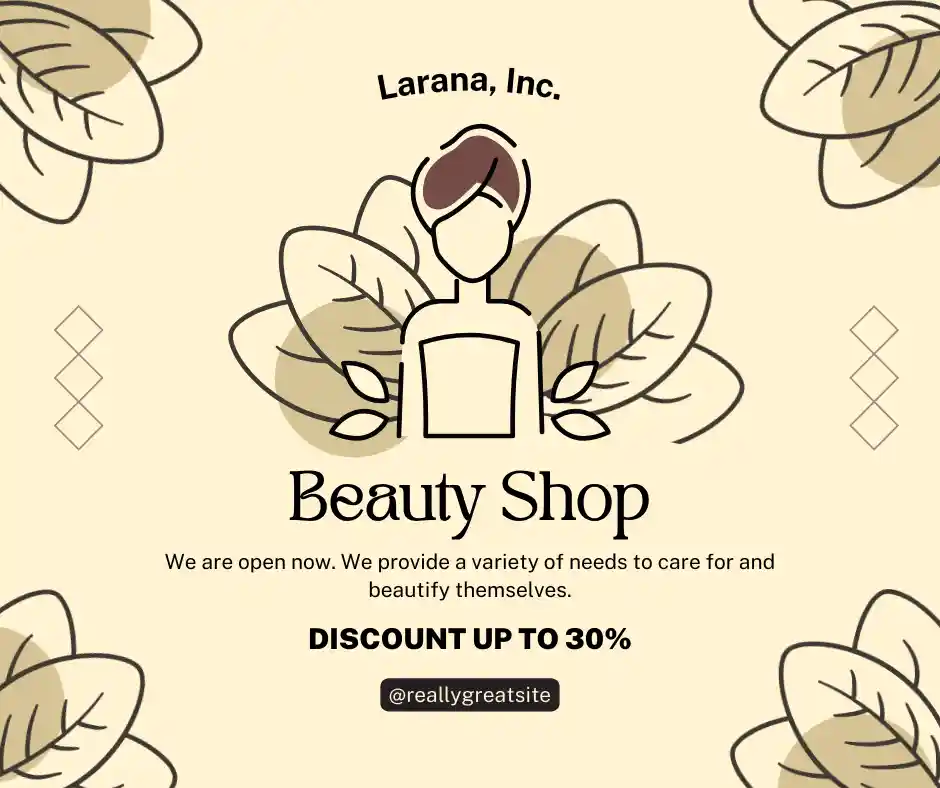 Larana, Inc.
Beauty Shop
We are open now. We provide a variety of needs to care for and
beautify themselves.
DISCOUNT UP TO 30%
@reallygreatsite